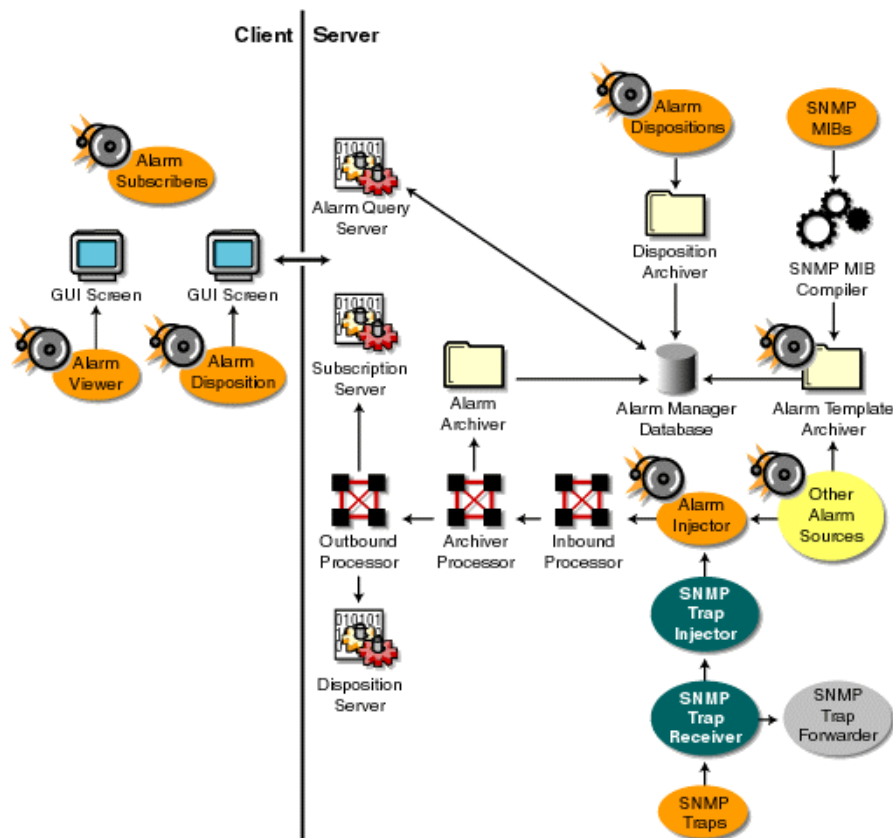 Client
Server
Alarm
Dispositions
SNMP
MIBs
Alarm
Subscribers
010101
Alarm Query
Server
Disposition
Archiver
SNMP MIB
Compiler
GUI Screen
GUI Screen
010101
Alarm
Viewer
Alarm
Disposition
Subscription
Server
Alarm
Archiver
Alarm Manager
Database
Alarm Template
Archiver
Outbound
Processor
Archiver
Processor
Inbound
Processor
Alarm
Injector
Other
Alarm
Sources
010101
Disposition
Server
SNMP
Trap
Injector
SNMP
Trap
Receiver
SNMP
Trap
Forwarder
SNMP
Traps